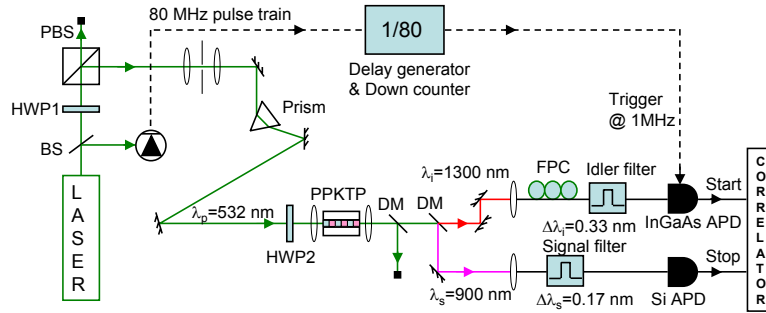 80 MHz pulse train
PBS
1/80
Delay generator
& Down counter
HWP1
Prism
Trigger
@ 1MHz
BS
LASER
λp=532 nm
HWP2
PPKTP
DM
DM
λi=1300 nm
FPC
Idler filter
Δλi=0.33 nm
InGaAs APD
Start
λs=900 nm
Signal filter
Δλs=0.17 nm
Si APD
Stop
CORRELATOR